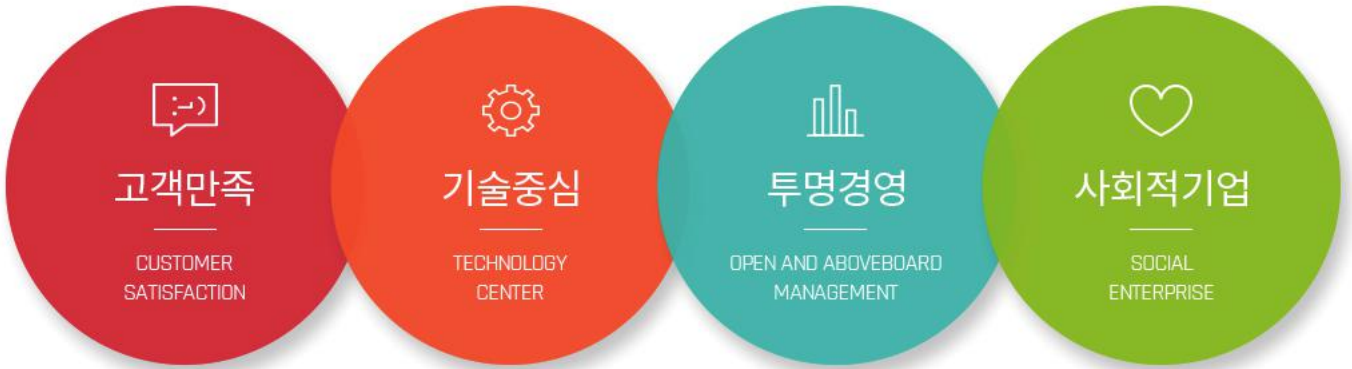 고객만족
CUSTOMER
SATISFACTION
기술중심
TECHNOLOGY
CENTER
투명경영
OPEN AND ABOVEBOARD
MANAGEMENT
사회적기업
SOCIAL
ENTERPRISE